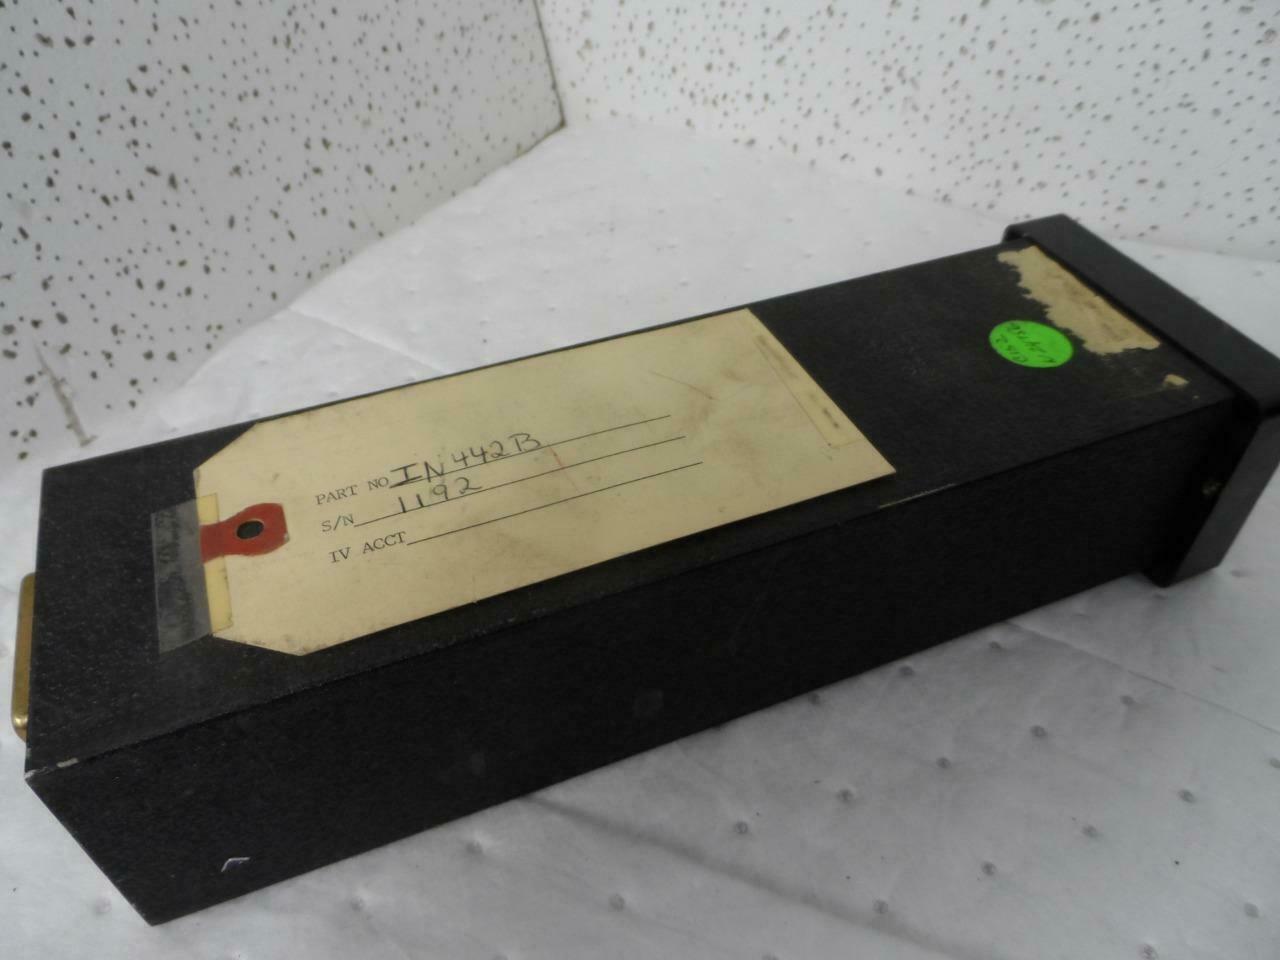 PART NO IN442B
S/N 1192
IV ACCT